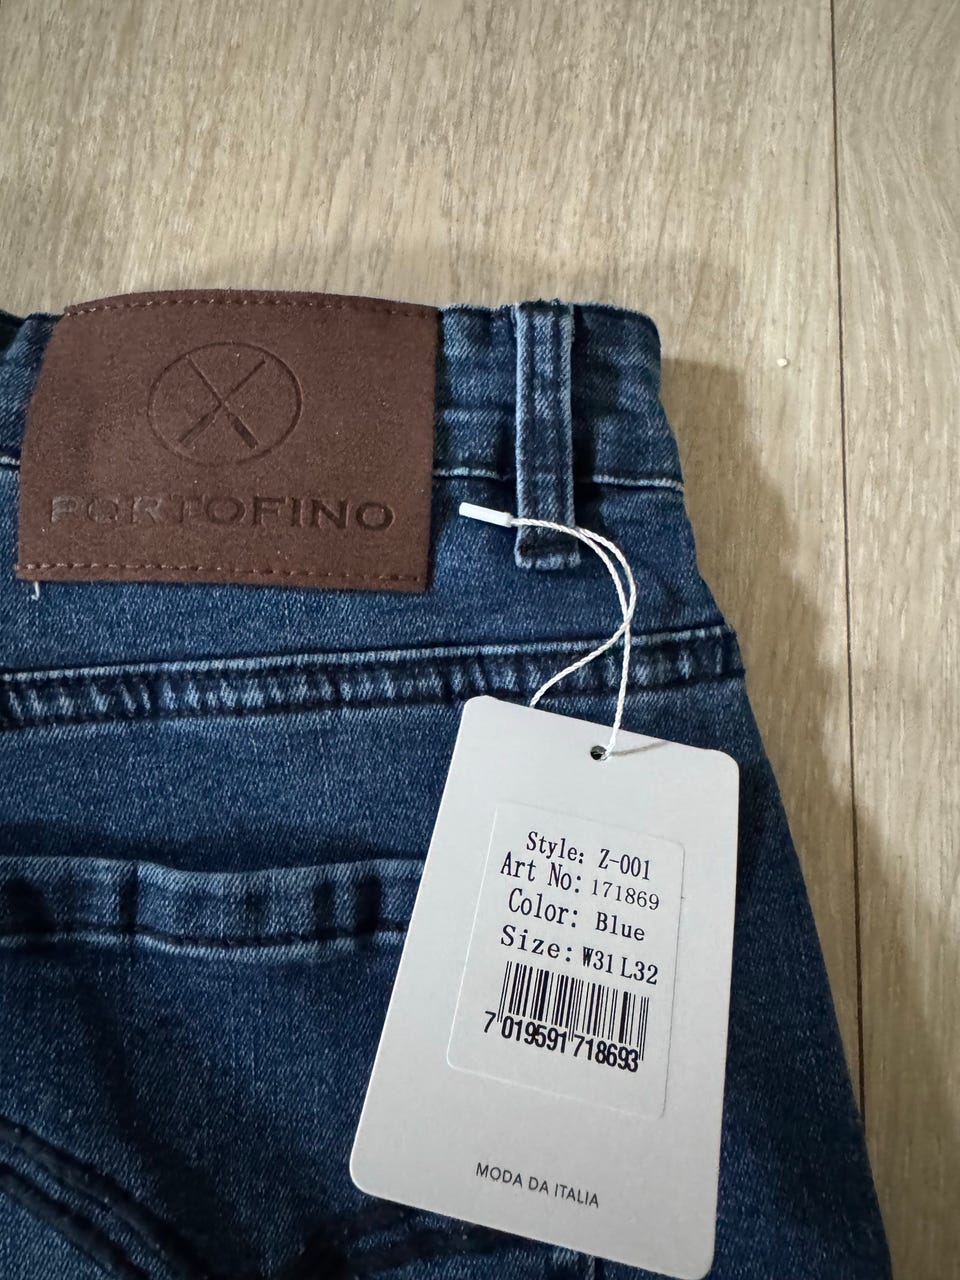 PORTOFINO
Style: Z-001
Art No: 171869
Color: Blue
Size: W31 L32
7 019591 718693
MODA DA ITALIA